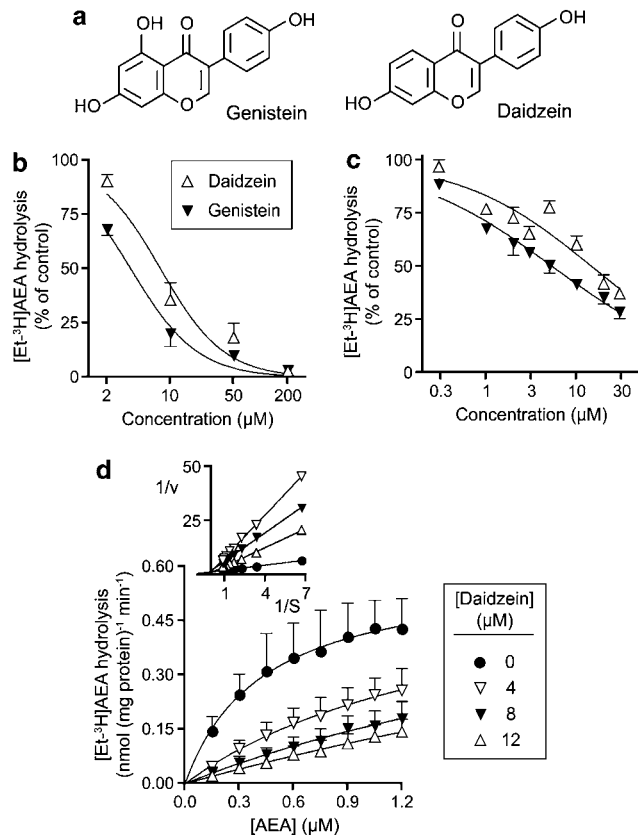 a
OH
O
OH
HO
O
Genistein
O
OH
HO
O
Daidzein
b
[Et-³H]AEA hydrolysis
(% of control)
100
75
50
25
0
Daidzein
Genistein
2
10
50
200
Concentration (µM)
c
[Et-³H]AEA hydrolysis
(% of control)
100
75
50
25
0
0.3
1
3
10
30
Concentration (µM)
d
50
1/v
25
1
4
7
1/S
[Et-³H]AEA hydrolysis
(nmol (mg protein)⁻¹ min⁻¹)
0.60
0.45
0.30
0.15
0.00
0.0
0.3
0.6
0.9
1.2
[AEA] (µM)
[Daidzein]
(µM)
0
4
8
12